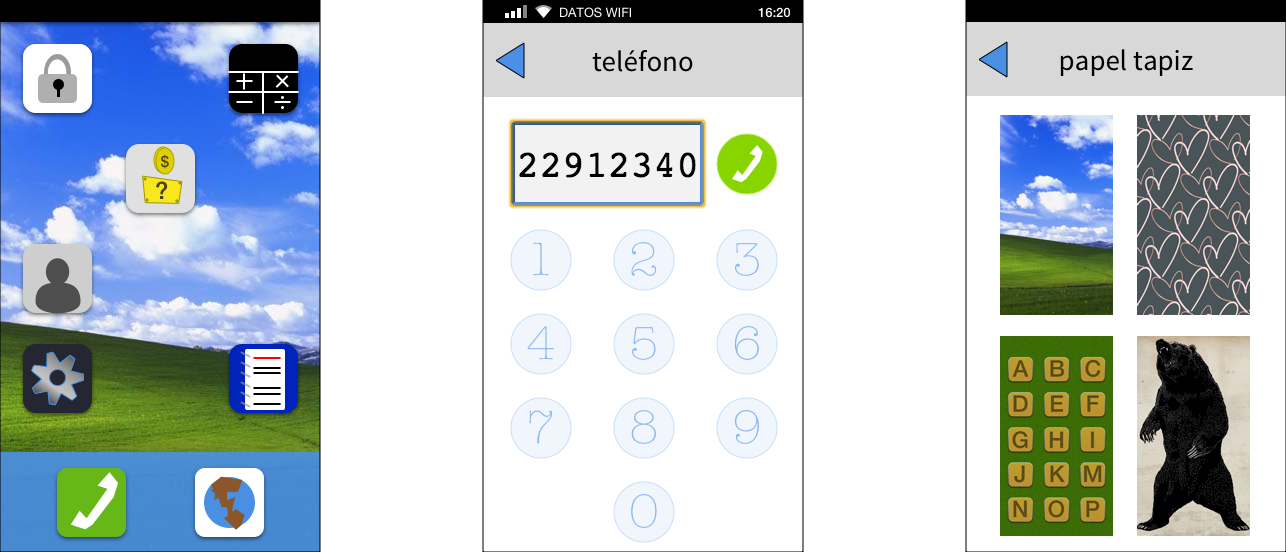 $
?
DATOS WIFI 16:20
teléfono
22912340
1 2 3
4 5 6
7 8 9
0
papel tapiz
A B C
D E F
G H I
J K M
N O P